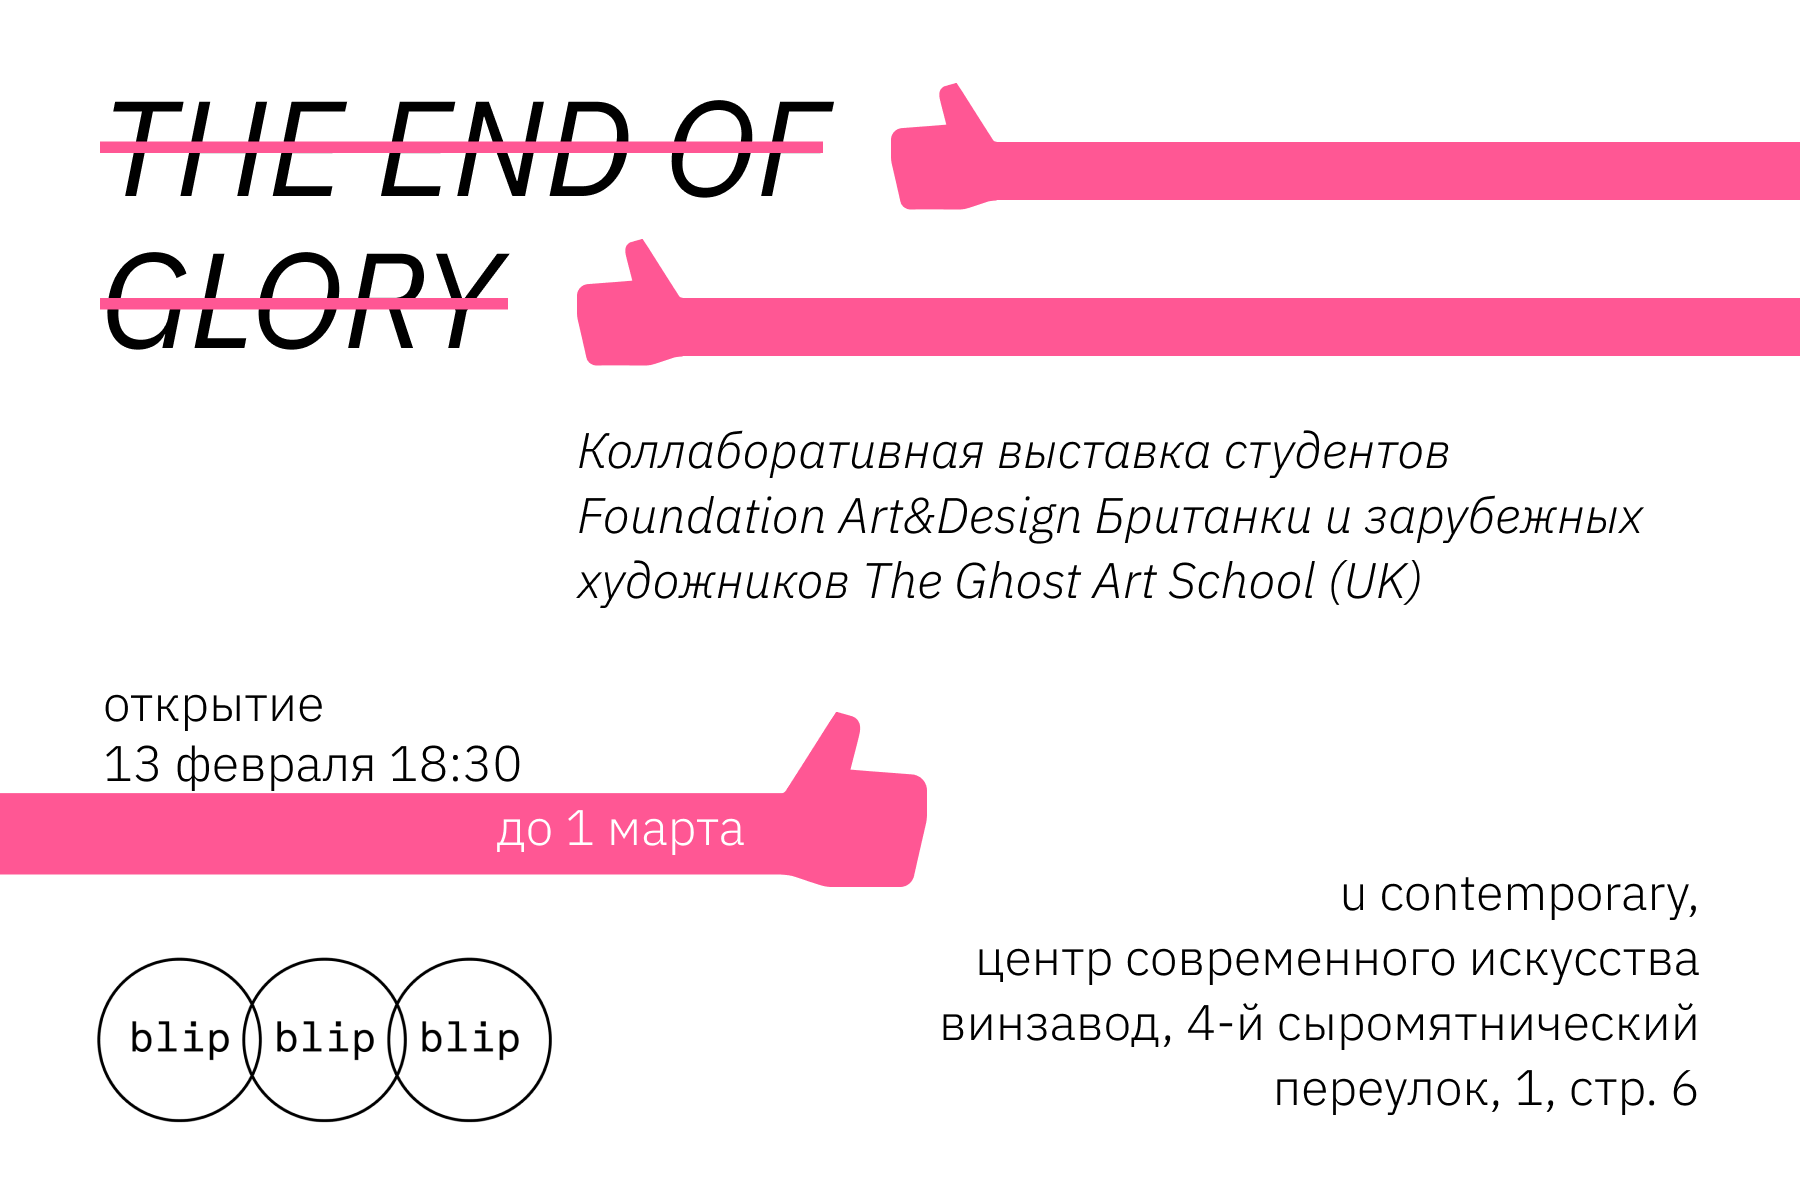 THE END OF
GLORY
Коллаборативная выставка студентов
Foundation Art&Design Британки и зарубежных
художников The Ghost Art School (UK)
открытие
13 февраля 18:30
до 1 марта
u contemporary,
центр современного искусства
винзавод, 4-й сыромятнический
переулок, 1, стр. 6
blip blip blip